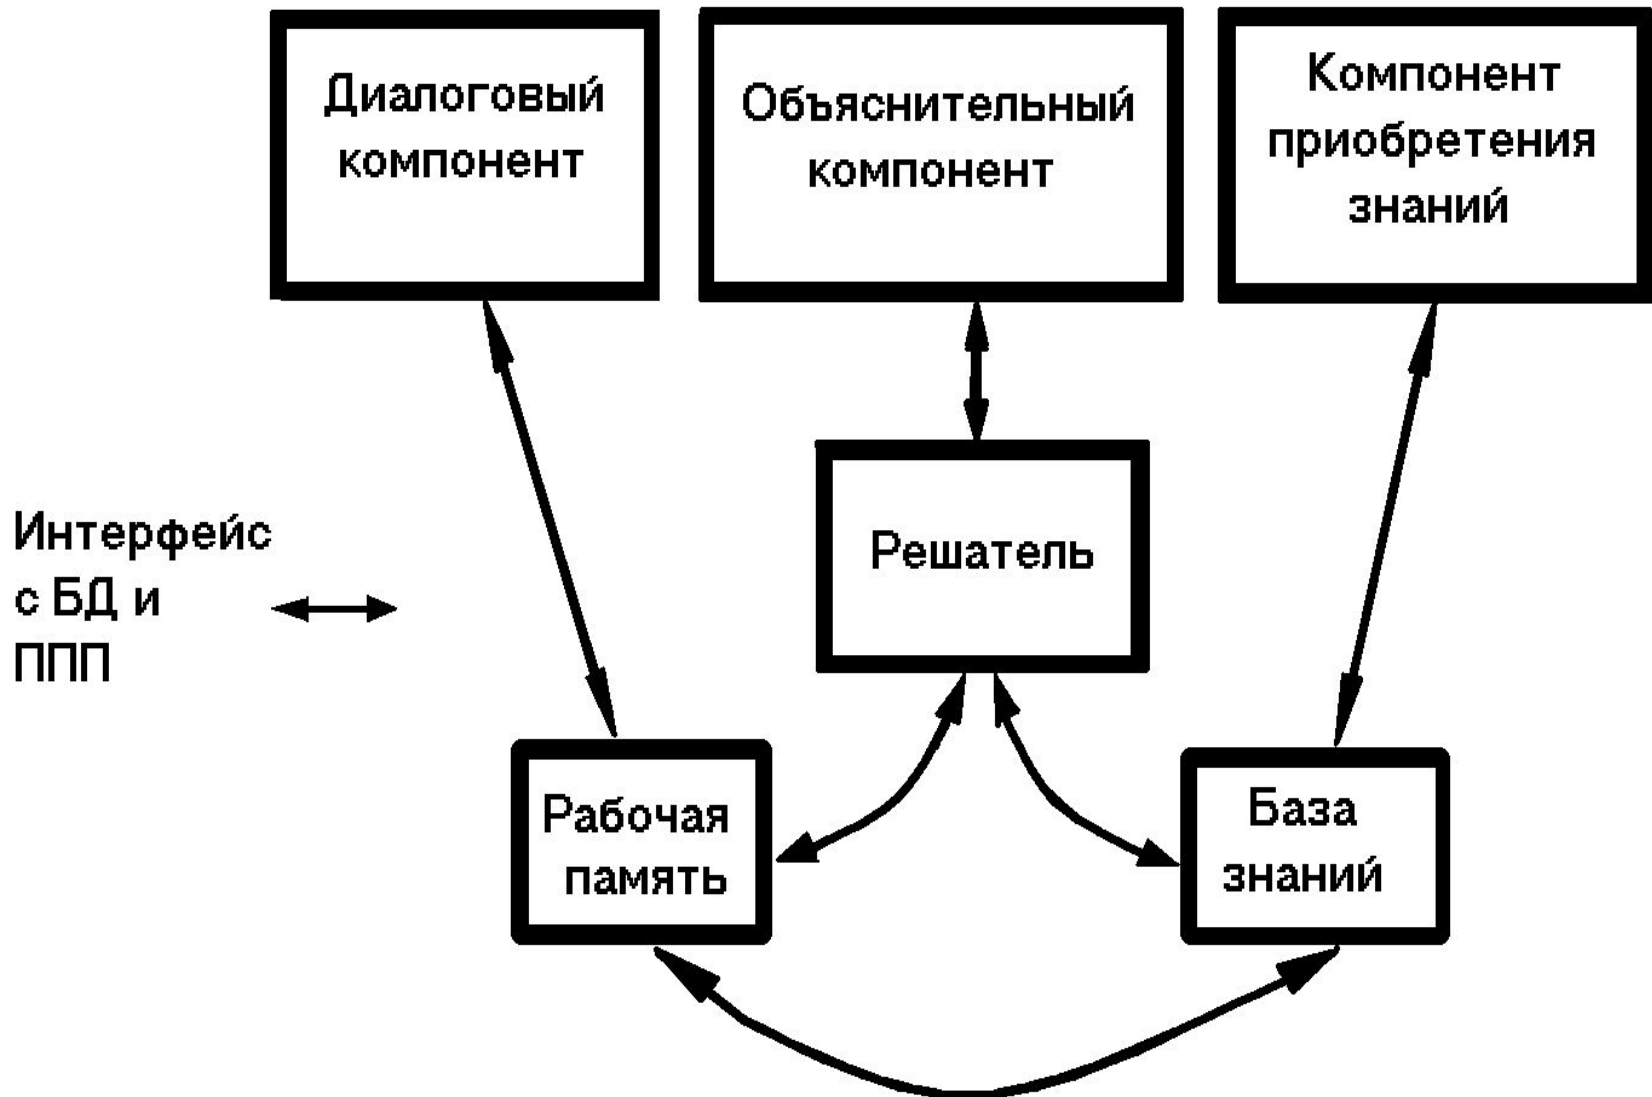 Диалоговый
компонент
Объяснительный
компонент
Компонент
приобретения
знаний
Интерфейс
с БД и
ППП
Решатель
Рабочая
память
База
знаний